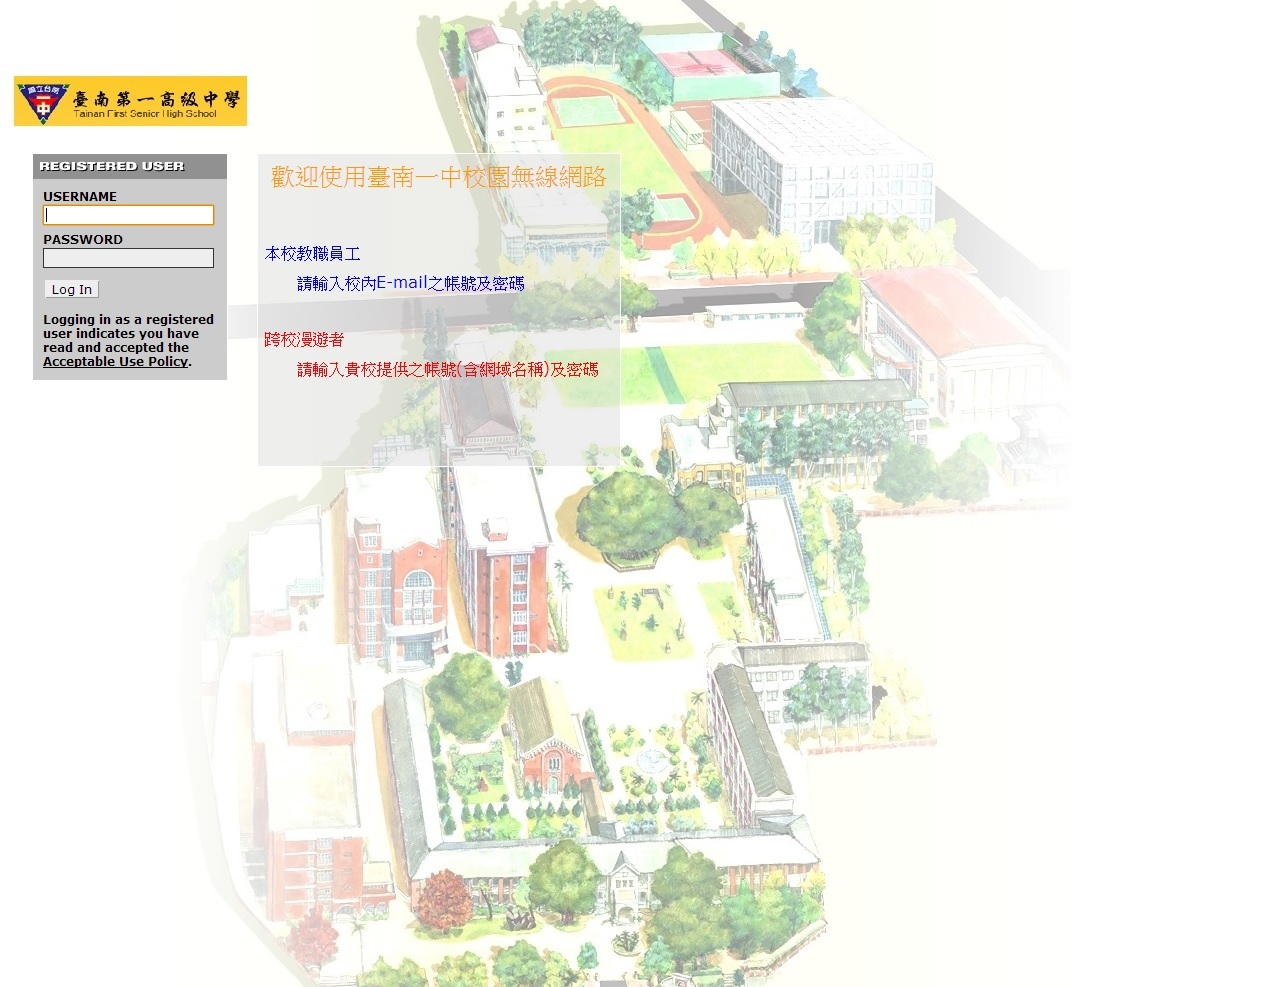 國立台南
一中
臺南第一高級中學
Tainan First Senior High School
REGISTERED USER
USERNAME
PASSWORD
Log In
Logging in as a registered
user indicates you have
read and accepted the
Acceptable Use Policy.
歡迎使用臺南一中校園無線網路
本校教職員工
請輸入校內E-mail之帳號及密碼
跨校漫遊者
請輸入貴校提供之帳號(含網域名稱)及密碼